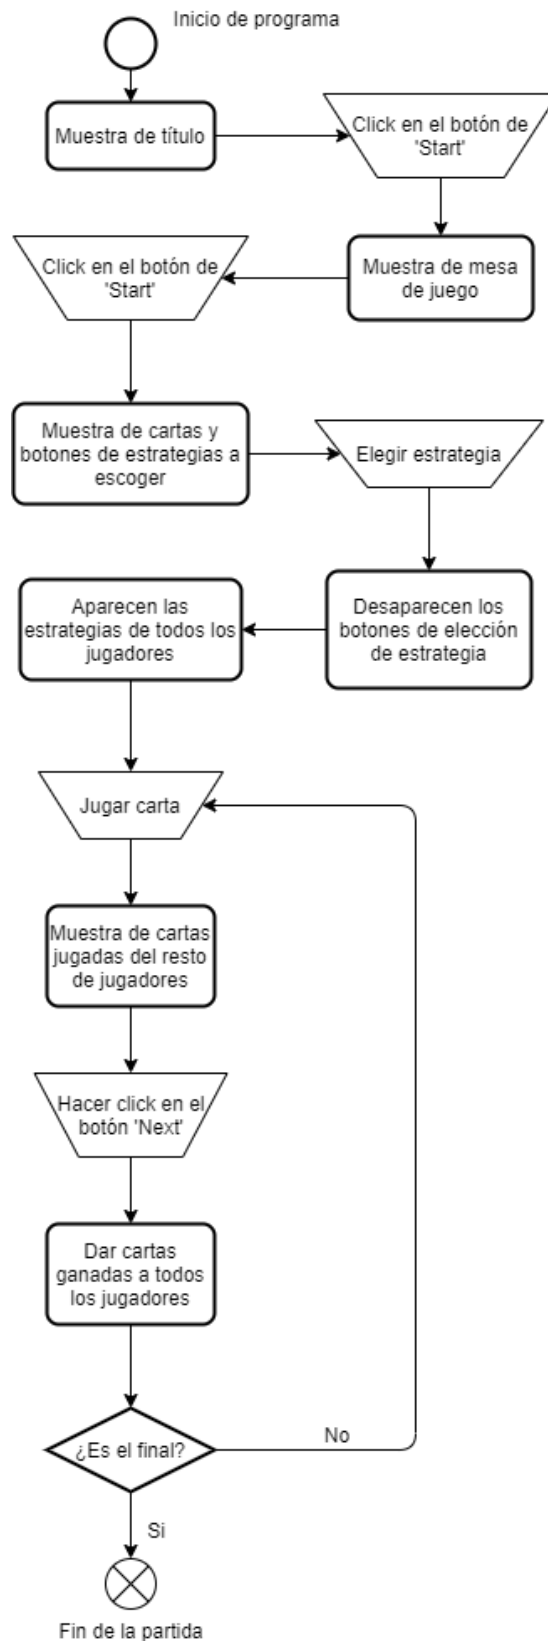 Inicio de programa
Muestra de título
Click en el botón de
'Start'
Muestra de mesa
de juego
Click en el botón de
'Start'
Muestra de cartas y
botones de estrategias a
escoger
Elegir estrategia
Desaparecen los
botones de elección
de estrategia
Aparecen las
estrategias de todos los
jugadores
Jugar carta
Muestra de cartas
jugadas del resto
de jugadores
Hacer click en el
botón 'Next'
Dar cartas
ganadas a todos
los jugadores
¿Es el final?
No
Si
Fin de la partida